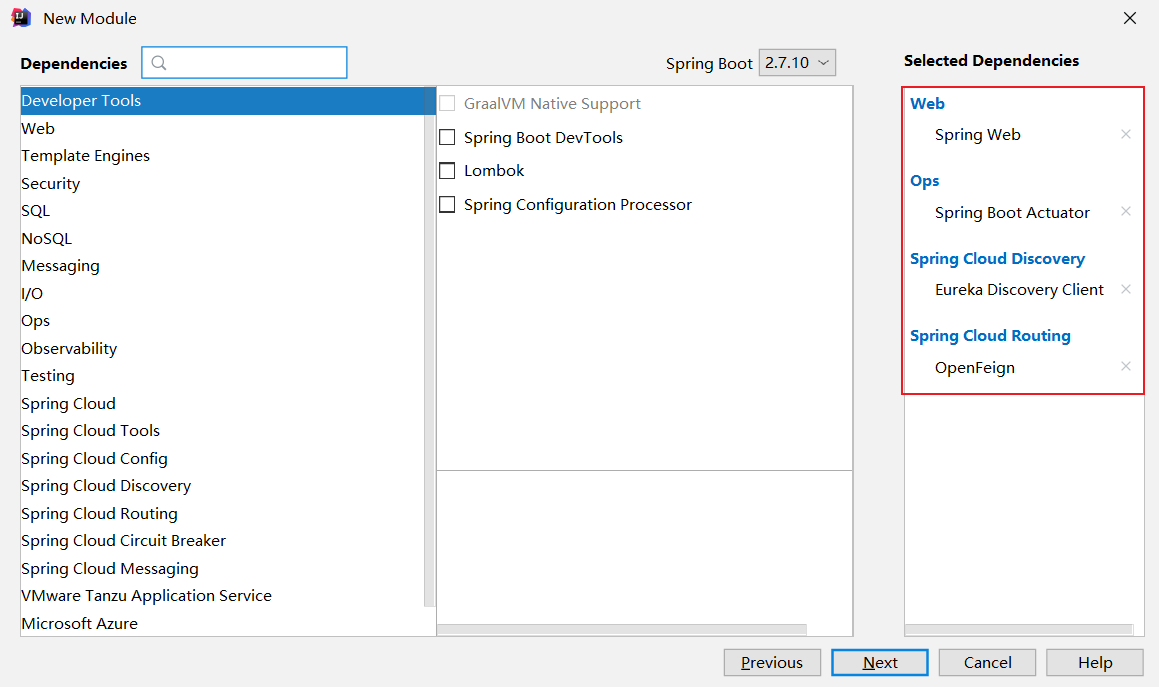 New Module
Dependencies
Spring Boot 2.7.10
Selected Dependencies
Developer Tools
Web
Template Engines
Security
SQL
NoSQL
Messaging
I/O
Ops
Observability
Testing
Spring Cloud
Spring Cloud Tools
Spring Cloud Config
Spring Cloud Discovery
Spring Cloud Routing
Spring Cloud Circuit Breaker
Spring Cloud Messaging
VMware Tanzu Application Service
Microsoft Azure
GraalVM Native Support
Spring Boot DevTools
Lombok
Spring Configuration Processor
Web
Spring Web
Ops
Spring Boot Actuator
Spring Cloud Discovery
Eureka Discovery Client
Spring Cloud Routing
OpenFeign
Previous
Next
Cancel
Help